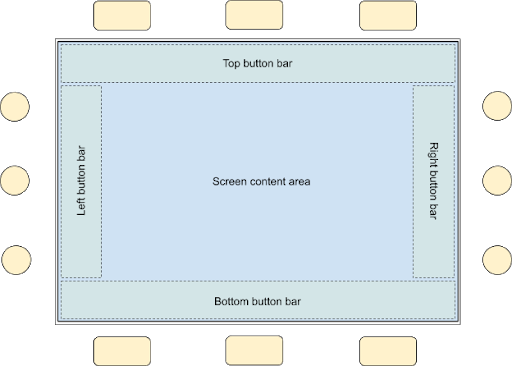 Top button bar
Left button bar
Screen content area
Right button bar
Bottom button bar